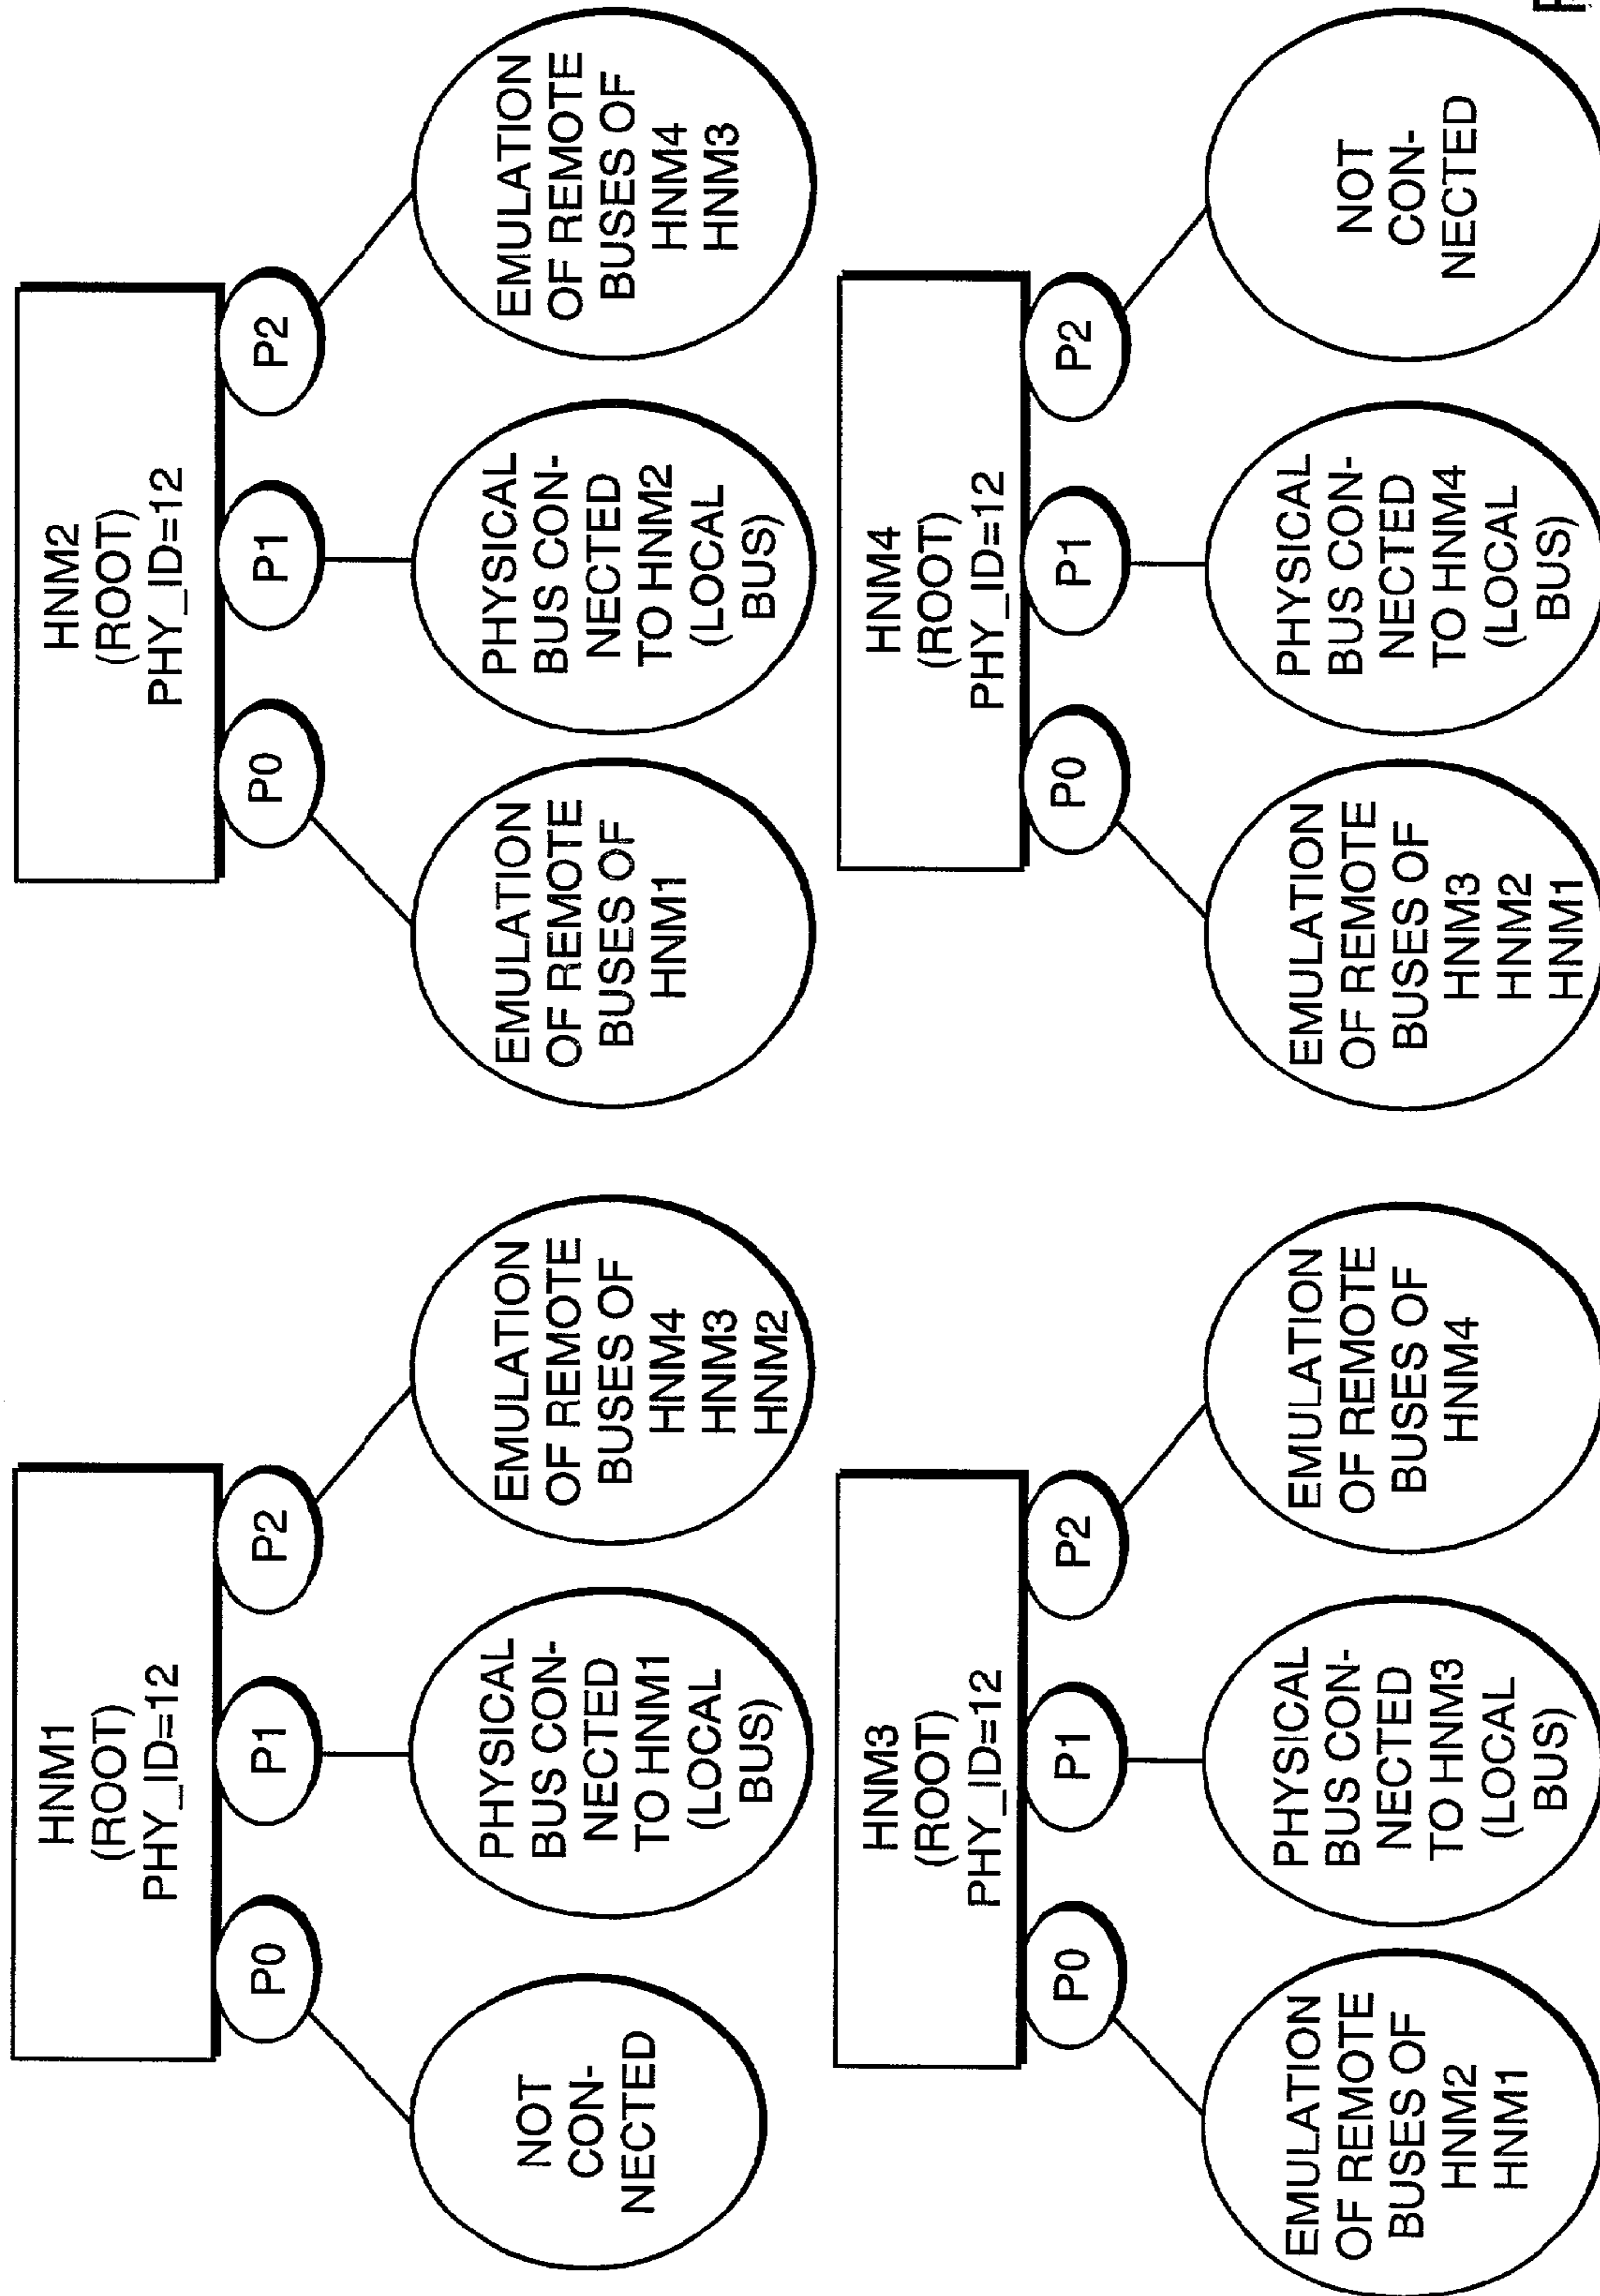 HNM1
(ROOT)
PHY_ID=12
P0
P1
P2
NOT
CON-
NECTED
PHYSICAL
BUS CON-
NECTED
TO HNM1
(LOCAL
BUS)
EMULATION
OF REMOTE
BUSES OF
HNM4
HNM3
HNM2
HNM2
(ROOT)
PHY_ID=12
P0
P1
P2
EMULATION
OF REMOTE
BUSES OF
HNM1
PHYSICAL
BUS CON-
NECTED
TO HNM2
(LOCAL
BUS)
EMULATION
OF REMOTE
BUSES OF
HNM4
HNM3
HNM3
(ROOT)
PHY_ID=12
P0
P1
P2
EMULATION
OF REMOTE
BUSES OF
HNM2
HNM1
PHYSICAL
BUS CON-
NECTED
TO HNM3
(LOCAL
BUS)
EMULATION
OF REMOTE
BUSES OF
HNM4
HNM4
(ROOT)
PHY_ID=12
P0
P1
P2
EMULATION
OF REMOTE
BUSES OF
HNM3
HNM2
HNM1
PHYSICAL
BUS CON-
NECTED
TO HNM4
(LOCAL
BUS)
NOT
CON-
NECTED